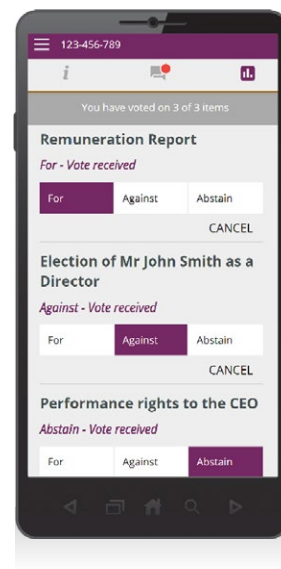 123-456-789
i
You have voted on 3 of 3 items
Remuneration Report
For - Vote received
For Against Abstain
CANCEL
Election of Mr John Smith as a
Director
Against - Vote received
For Against Abstain
CANCEL
Performance rights to the CEO
Abstain - Vote received
For Against Abstain